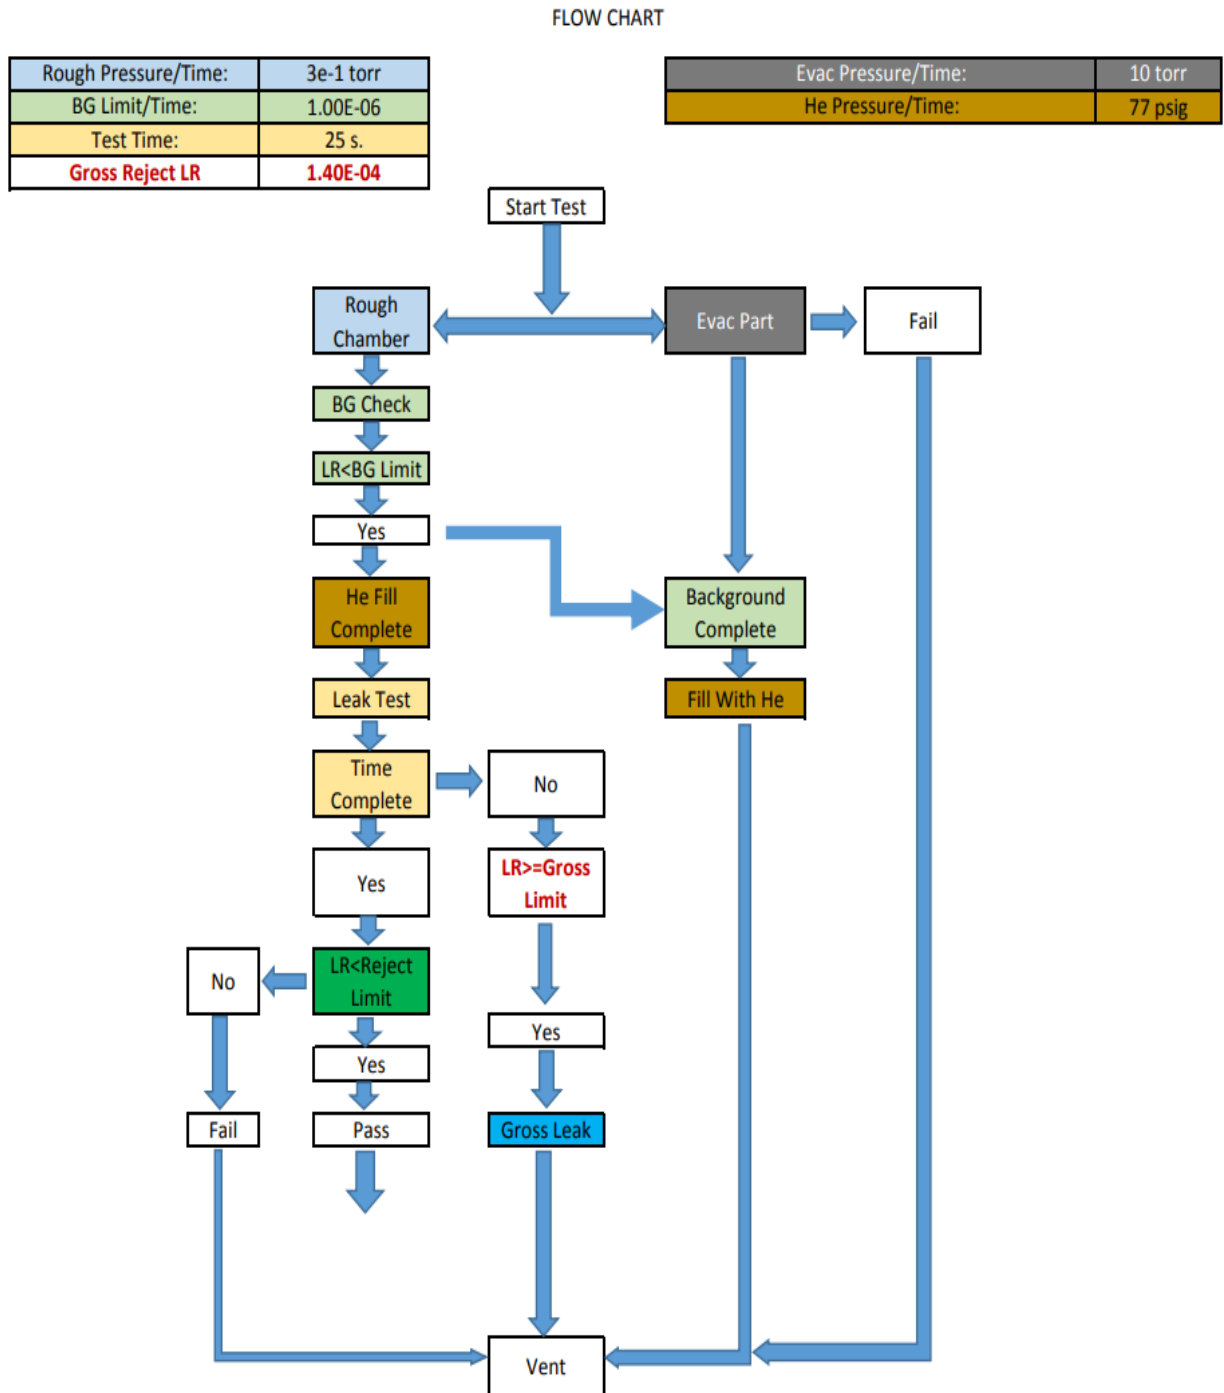 FLOW CHART
Rough Pressure/Time: 3e-1 torr
BG Limit/Time: 1.00E-06
Test Time: 25 s.
Gross Reject LR 1.40E-04
Evac Pressure/Time: 10 torr
He Pressure/Time: 77 psig
Start Test
Rough
Chamber
Evac Part
Fail
BG Check
LR<BG Limit
Yes
He Fill
Complete
Background
Complete
Leak Test
Fill With He
Time
Complete
No
Yes
LR>=Gross
Limit
No
LR<Reject
Limit
Yes
Yes
Fail
Pass
Gross Leak
Vent